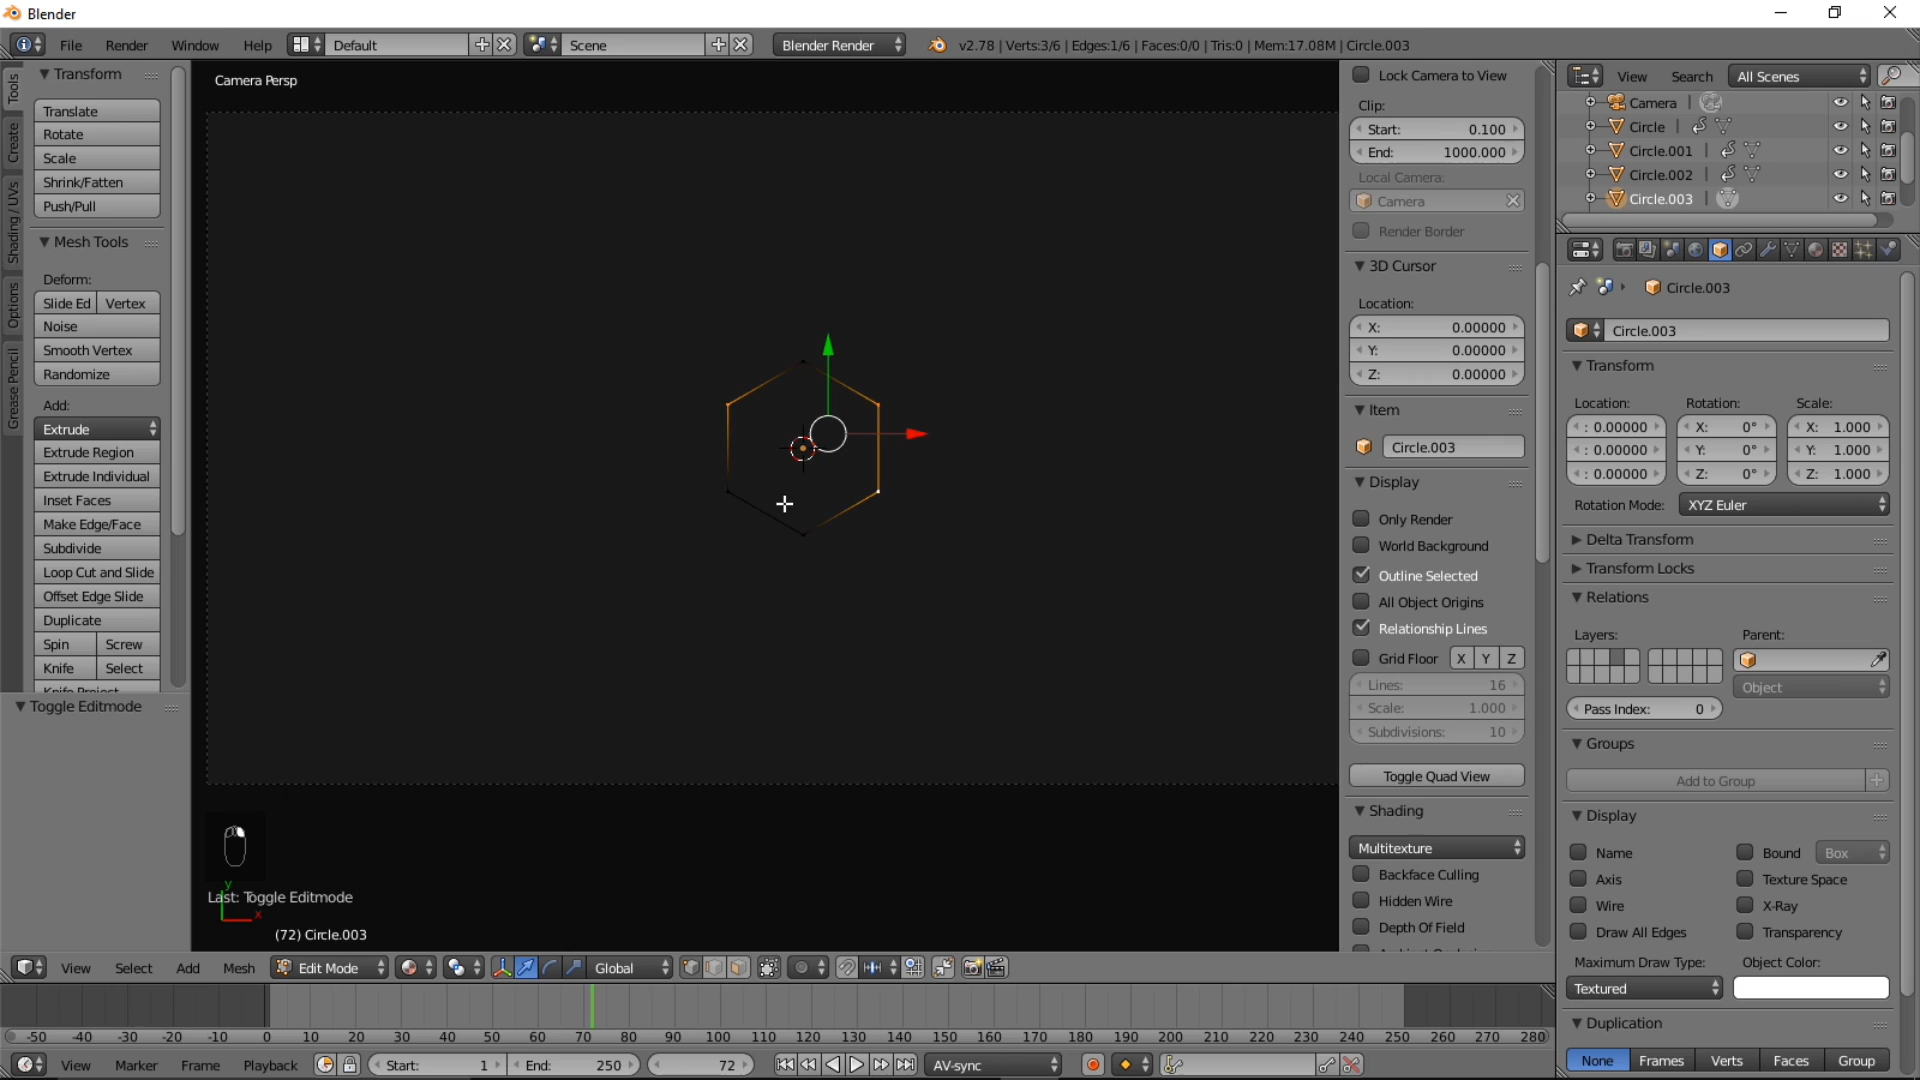 Blender
File Render Window Help Default Scene Blender Render v2.78 | Verts:3/6 | Edges:1/6 | Faces:0/0 | Tris:0 | Mem:17.08M | Circle.003
Tools
Create
Shading / UVs
Options
Grease Pencil
Transform
Translate
Rotate
Scale
Shrink/Fatten
Push/Pull
Mesh Tools
Deform:
Slide Ed Vertex
Noise
Smooth Vertex
Randomize
Add:
Extrude
Extrude Region
Extrude Individual
Inset Faces
Make Edge/Face
Subdivide
Loop Cut and Slide
Offset Edge Slide
Duplicate
Spin Screw
Knife Select
Knife Project
Toggle Editmode
Camera Persp
y
Last: Toggle Editmode
x
(72) Circle.003
Lock Camera to View
Clip:
Start: 0.100
End: 1000.000
Local Camera:
Camera
Render Border
3D Cursor
Location:
X: 0.00000
Y: 0.00000
Z: 0.00000
Item
Circle.003
Display
Only Render
World Background
Outline Selected
All Object Origins
Relationship Lines
Grid Floor X Y Z
Lines: 16
Scale: 1.000
Subdivisions: 10
Toggle Quad View
Shading
Multitexture
Backface Culling
Hidden Wire
Depth Of Field
View Search All Scenes
Camera
Circle
Circle.001
Circle.002
Circle.003
Circle.003
Circle.003
Transform
Location: Rotation: Scale:
: 0.00000 X: 0° X: 1.000
: 0.00000 Y: 0° Y: 1.000
: 0.00000 Z: 0° Z: 1.000
Rotation Mode: XYZ Euler
Delta Transform
Transform Locks
Relations
Layers: Parent:
Object
Pass Index: 0
Groups
Add to Group
Display
Name Bound Box
Axis Texture Space
Wire X-Ray
Draw All Edges Transparency
Maximum Draw Type: Object Color:
Textured
Duplication
None Frames Verts Faces Group
View Select Add Mesh Edit Mode Global
-50 -40 -30 -20 -10 0 10 20 30 40 50 60 70 80 90 100 110 120 130 140 150 160 170 180 190 200 210 220 230 240 250 260 270 280
View Marker Frame Playback Start: 1 End: 250 72 AV-sync